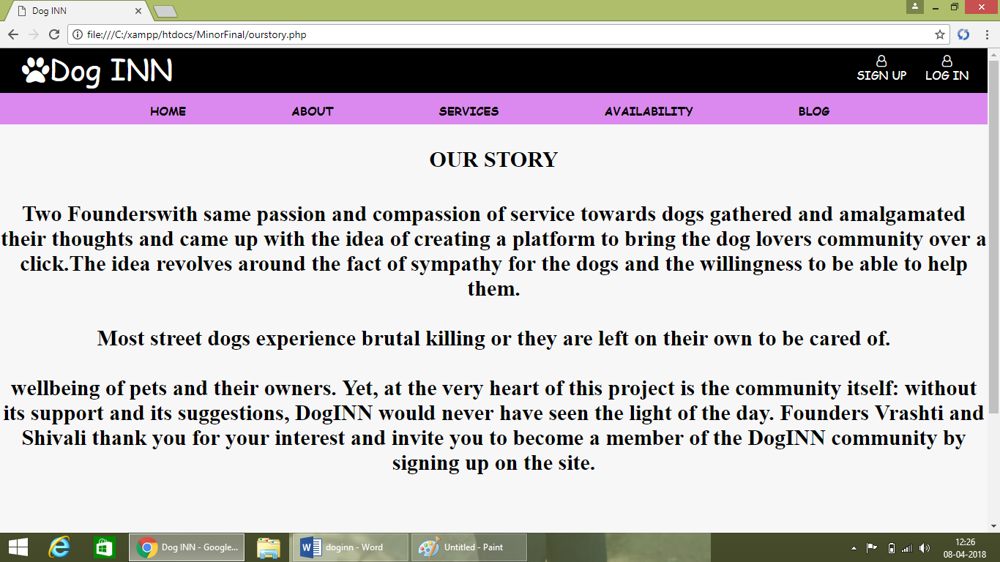 Dog INN
file:///C:/xampp/htdocs/MinorFinal/ourstory.php
Dog INN
SIGN UP LOG IN
HOME ABOUT SERVICES AVAILABILITY BLOG
OUR STORY
Two Founderswith same passion and compassion of service towards dogs gathered and amalgamated
their thoughts and came up with the idea of creating a platform to bring the dog lovers community over a
click.The idea revolves around the fact of sympathy for the dogs and the willingness to be able to help
them.
Most street dogs experience brutal killing or they are left on their own to be cared of.
wellbeing of pets and their owners. Yet, at the very heart of this project is the community itself: without
its support and its suggestions, DogINN would never have seen the light of the day. Founders Vrashti and
Shivali thank you for your interest and invite you to become a member of the DogINN community by
signing up on the site.
Dog INN - Google... doginn - Word Untitled - Paint
12:26
08-04-2018